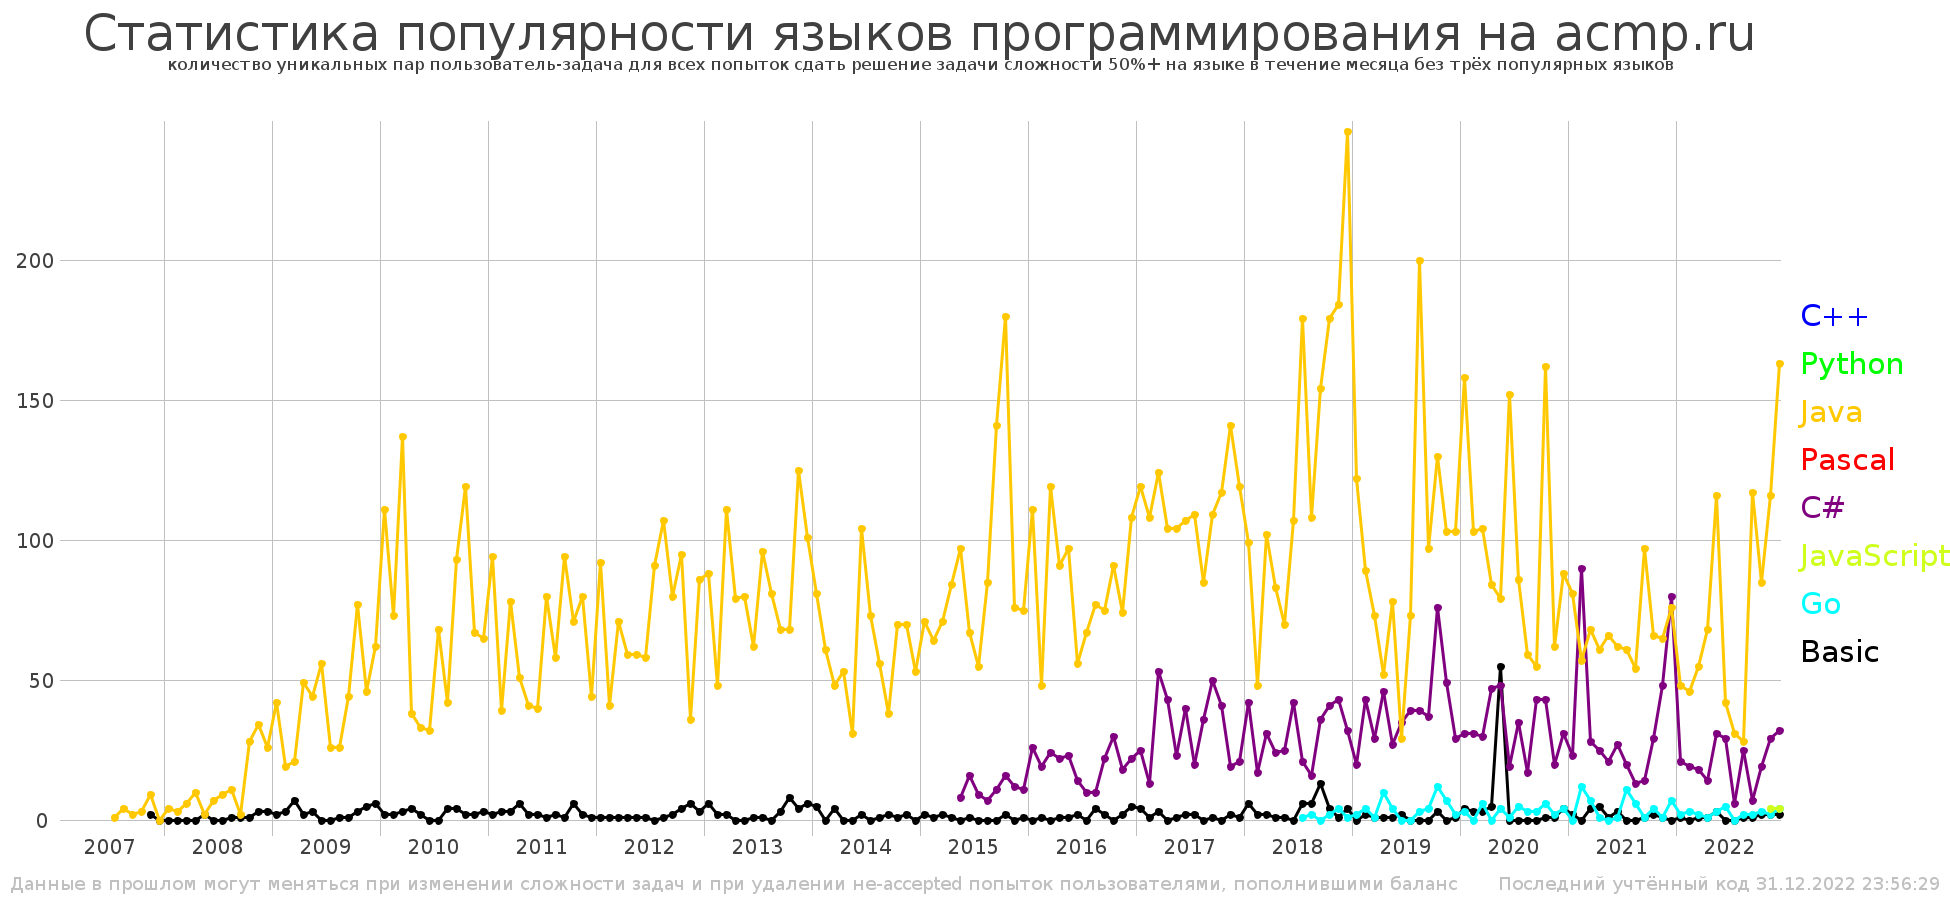 Статистика популярности языков программирования на acmp.ru
количество уникальных пар пользователь-задача для всех попыток сдать решение задачи сложности 50%+ на языке в течение месяца без трёх популярных языков
200
150
100
50
0
C++
Python
Java
Pascal
C#
JavaScript
Go
Basic
2007 2008 2009 2010 2011 2012 2013 2014 2015 2016 2017 2018 2019 2020 2021 2022
Данные в прошлом могут меняться при изменении сложности задач и при удалении не-accepted попыток пользователями, пополнившими баланс Последний учтённый код 31.12.2022 23:56:29